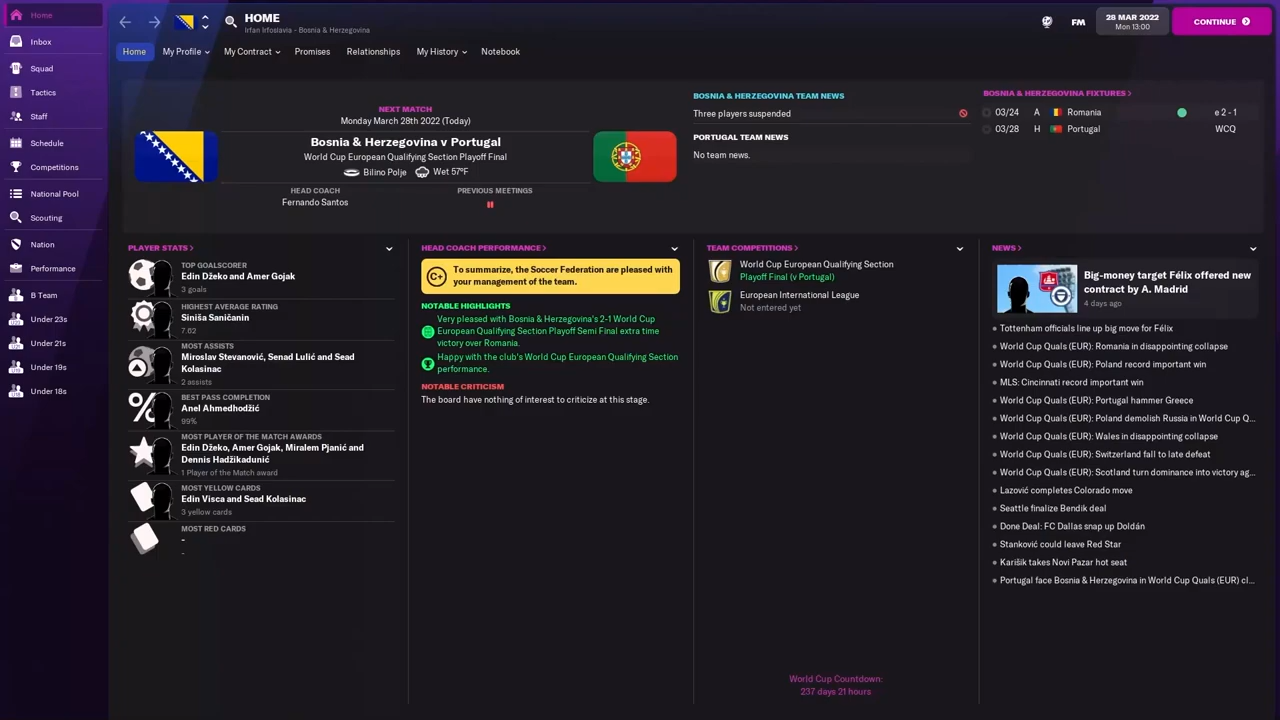 Home
Inbox
Squad
Tactics
Staff
Schedule
Competitions
National Pool
Scouting
Nation
Performance
B Team
Under 23s
Under 21s
Under 19s
Under 18s
HOME
Irfan Irfoslavia - Bosnia & Herzegovina
FM
28 MAR 2022
Mon 13:00
CONTINUE
Home
My Profile
My Contract
Promises
Relationships
My History
Notebook
NEXT MATCH
Monday March 28th 2022 (Today)
Bosnia & Herzegovina v Portugal
World Cup European Qualifying Section Playoff Final
Bilino Polje
Wet 57°F
HEAD COACH
Fernando Santos
PREVIOUS MEETINGS
BOSNIA & HERZEGOVINA TEAM NEWS
Three players suspended
PORTUGAL TEAM NEWS
No team news.
BOSNIA & HERZEGOVINA FIXTURES >
03/24 A Romania e 2 - 1
03/28 H Portugal WCQ
PLAYER STATS >
TOP GOALSCORER
Edin Džeko and Amer Gojak
3 goals
HIGHEST AVERAGE RATING
Siniša Saničanin
7.62
MOST ASSISTS
Miroslav Stevanović, Senad Lulić and Sead
Kolasinac
2 assists
BEST PASS COMPLETION
Anel Ahmedhodžić
99%
MOST PLAYER OF THE MATCH AWARDS
Edin Džeko, Amer Gojak, Miralem Pjanić and
Dennis Hadžikadunić
1 Player of the Match award
MOST YELLOW CARDS
Edin Visca and Sead Kolasinac
3 yellow cards
MOST RED CARDS
-
-
HEAD COACH PERFORMANCE >
C+
To summarize, the Soccer Federation are pleased with
your management of the team.
NOTABLE HIGHLIGHTS
Very pleased with Bosnia & Herzegovina's 2-1 World Cup
European Qualifying Section Playoff Semi Final extra time
victory over Romania.
Happy with the club's World Cup European Qualifying Section
performance.
NOTABLE CRITICISM
The board have nothing of interest to criticize at this stage.
TEAM COMPETITIONS >
World Cup European Qualifying Section
Playoff Final (v Portugal)
European International League
Not entered yet
World Cup Countdown:
237 days 21 hours
NEWS >
Big-money target Félix offered new
contract by A. Madrid
4 days ago
Tottenham officials line up big move for Félix
World Cup Quals (EUR): Romania in disappointing collapse
World Cup Quals (EUR): Poland record important win
MLS: Cincinnati record important win
World Cup Quals (EUR): Portugal hammer Greece
World Cup Quals (EUR): Poland demolish Russia in World Cup Q...
World Cup Quals (EUR): Wales in disappointing collapse
World Cup Quals (EUR): Switzerland fall to late defeat
World Cup Quals (EUR): Scotland turn dominance into victory ag...
Lazović completes Colorado move
Seattle finalize Bendik deal
Done Deal: FC Dallas snap up Doldán
Stanković could leave Red Star
Karišik takes Novi Pazar hot seat
Portugal face Bosnia & Herzegovina in World Cup Quals (EUR) cl...